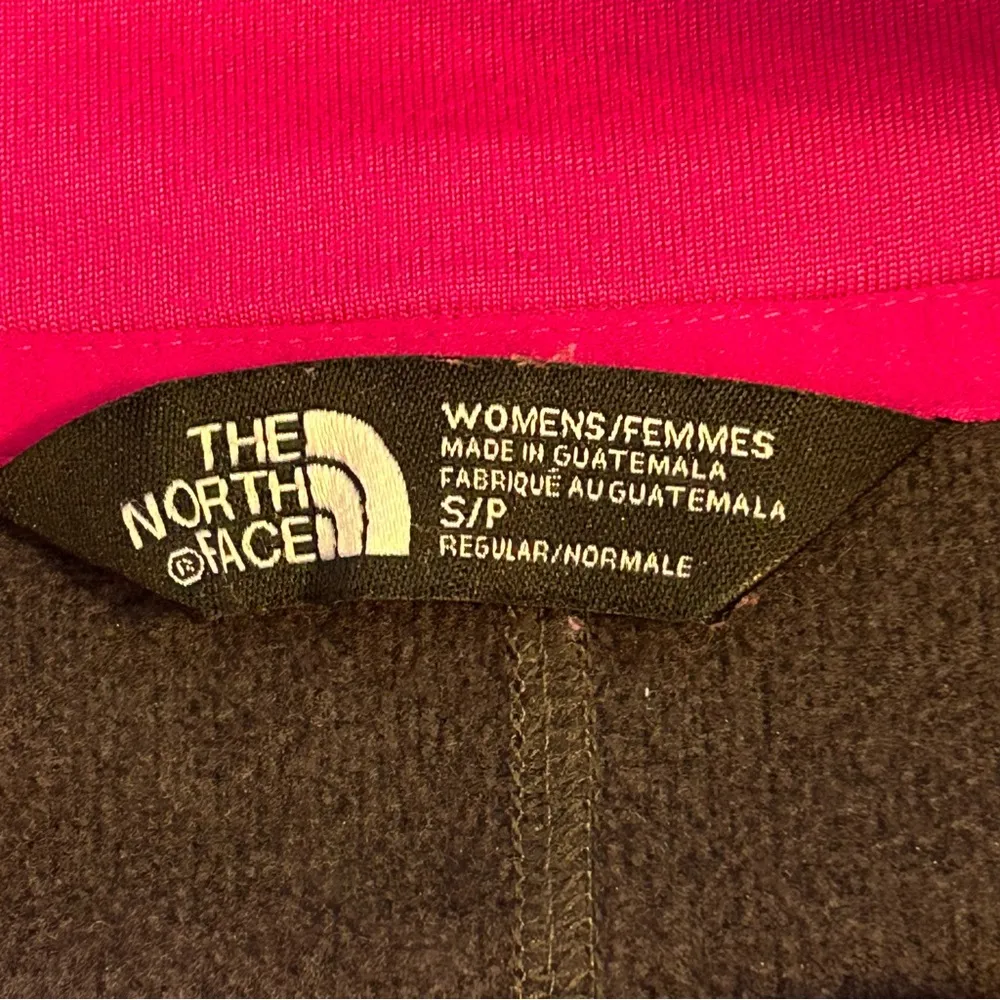 THE
NORTH
FACE
®
WOMENS/FEMMES
MADE IN GUATEMALA
FABRIQUÉ AU GUATEMALA
S/P
REGULAR/NORMALE